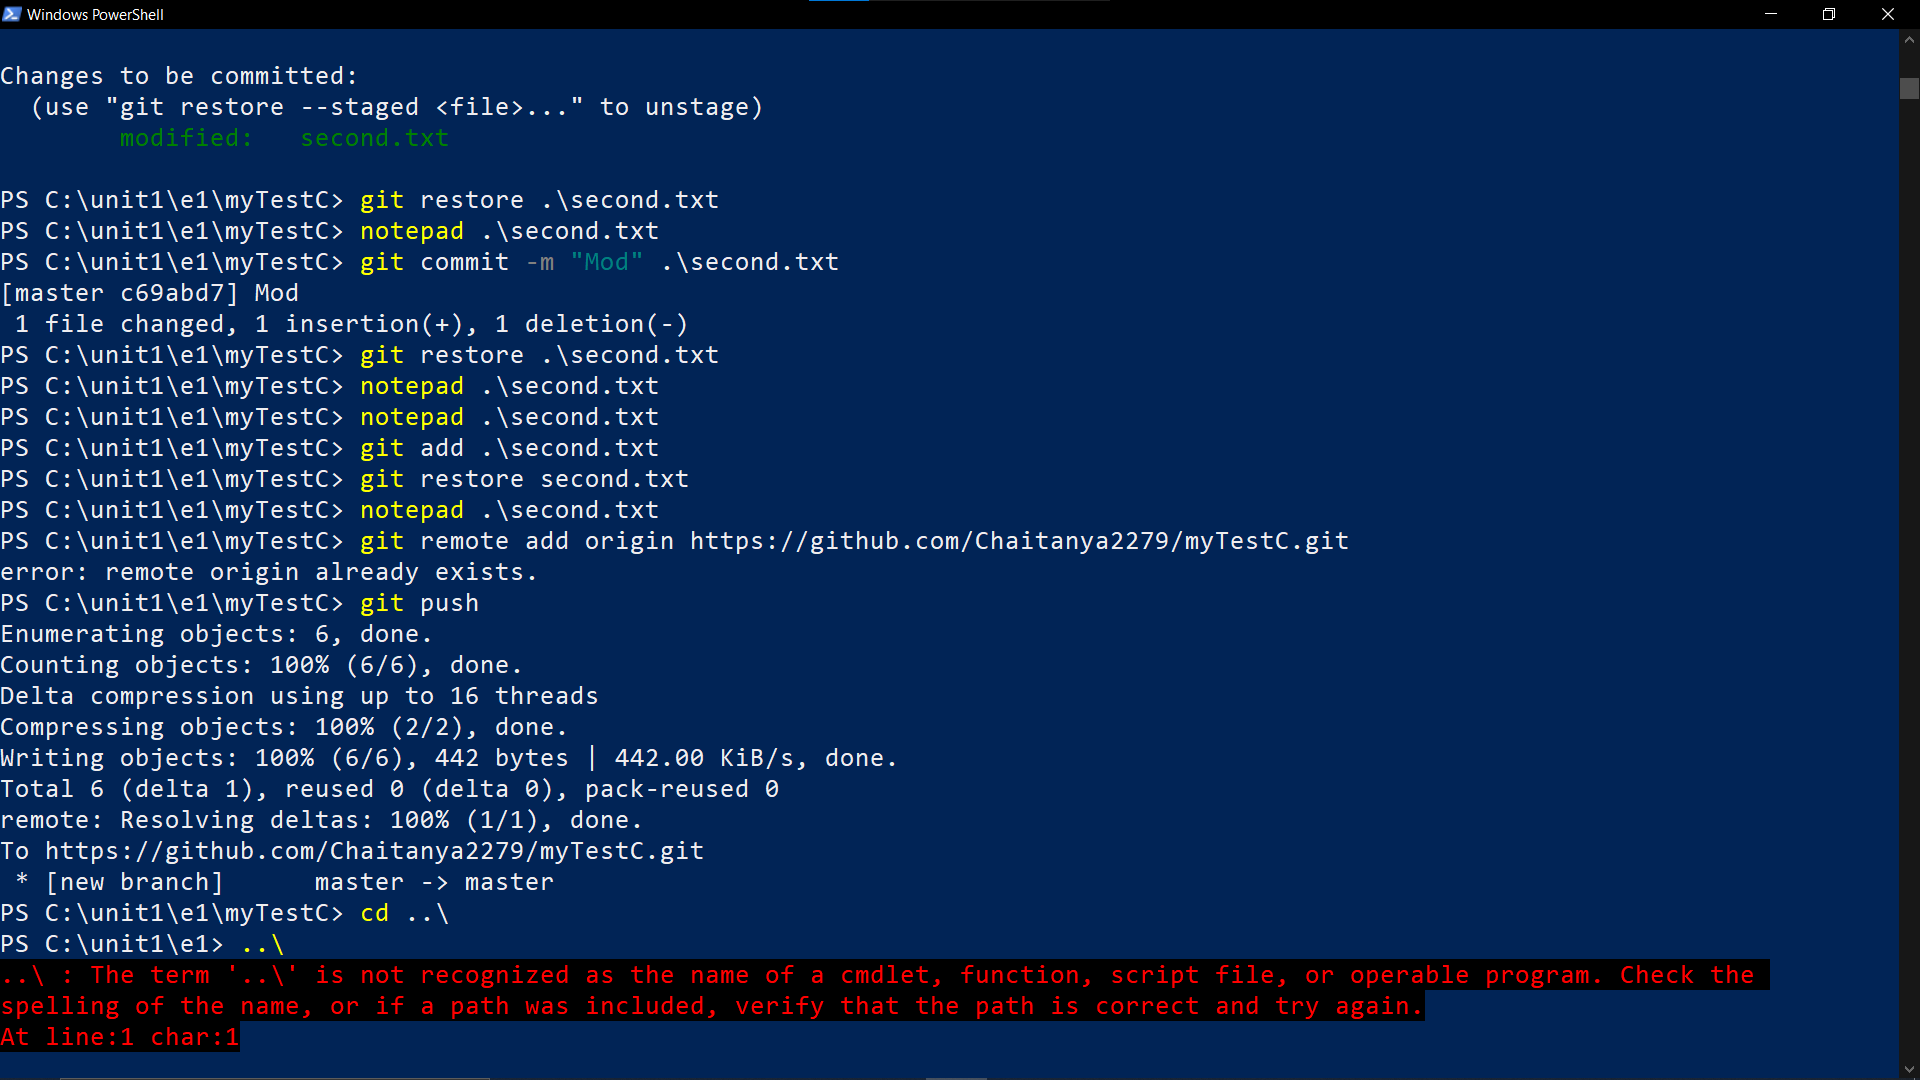 Windows PowerShell
Changes to be committed:
  (use "git restore --staged <file>..." to unstage)
        modified:   second.txt
PS C:\unit1\e1\myTestC> git restore .\second.txt
PS C:\unit1\e1\myTestC> notepad .\second.txt
PS C:\unit1\e1\myTestC> git commit -m "Mod" .\second.txt
[master c69abd7] Mod
 1 file changed, 1 insertion(+), 1 deletion(-)
PS C:\unit1\e1\myTestC> git restore .\second.txt
PS C:\unit1\e1\myTestC> notepad .\second.txt
PS C:\unit1\e1\myTestC> notepad .\second.txt
PS C:\unit1\e1\myTestC> git add .\second.txt
PS C:\unit1\e1\myTestC> git restore second.txt
PS C:\unit1\e1\myTestC> notepad .\second.txt
PS C:\unit1\e1\myTestC> git remote add origin https://github.com/Chaitanya2279/myTestC.git
error: remote origin already exists.
PS C:\unit1\e1\myTestC> git push
Enumerating objects: 6, done.
Counting objects: 100% (6/6), done.
Delta compression using up to 16 threads
Compressing objects: 100% (2/2), done.
Writing objects: 100% (6/6), 442 bytes | 442.00 KiB/s, done.
Total 6 (delta 1), reused 0 (delta 0), pack-reused 0
remote: Resolving deltas: 100% (1/1), done.
To https://github.com/Chaitanya2279/myTestC.git
 * [new branch]      master -> master
PS C:\unit1\e1\myTestC> cd ..\
PS C:\unit1\e1> ..\
..\ : The term '..\' is not recognized as the name of a cmdlet, function, script file, or operable program. Check the
spelling of the name, or if a path was included, verify that the path is correct and try again.
At line:1 char:1